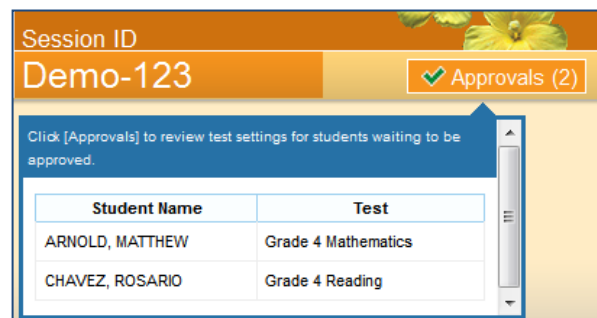 Session ID
Demo-123
Approvals (2)
Click [Approvals] to review test settings for students waiting to be
approved.
Student Name Test
ARNOLD, MATTHEW Grade 4 Mathematics
CHAVEZ, ROSARIO Grade 4 Reading